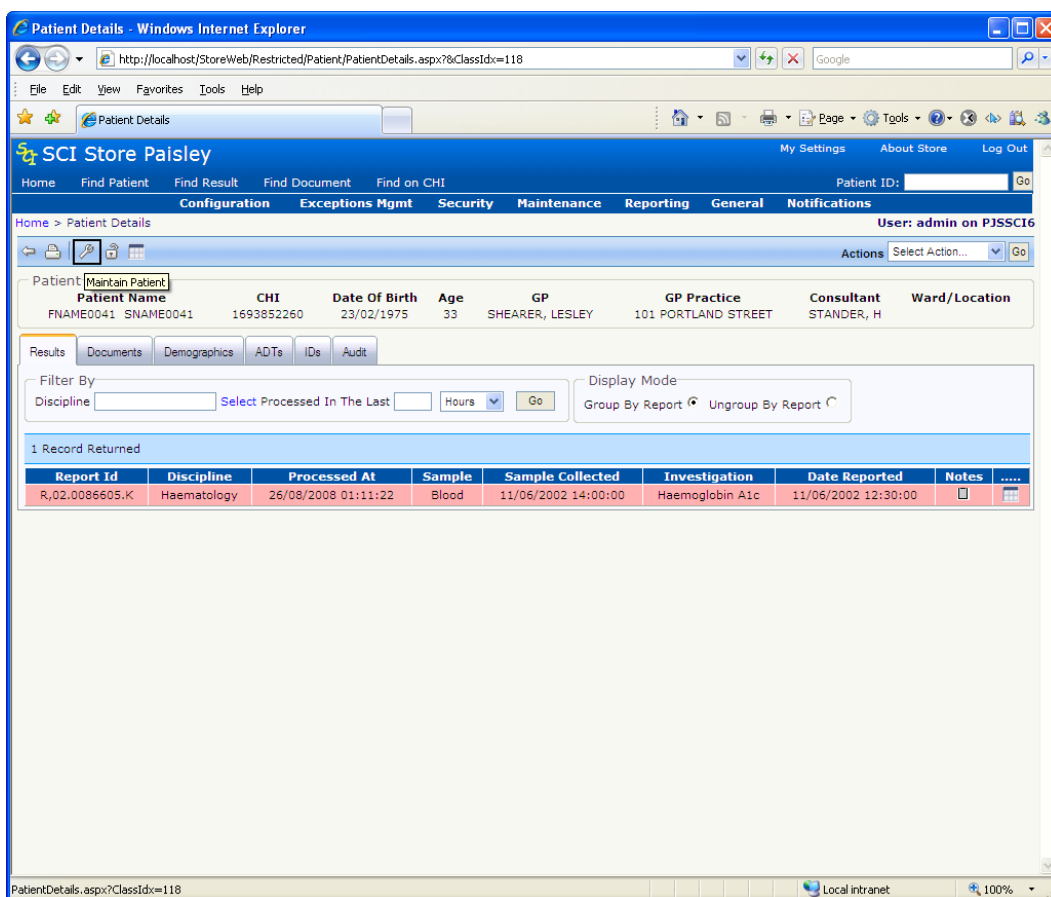 Patient Details - Windows Internet Explorer
http://localhost/StoreWeb/Restricted/Patient/PatientDetails.aspx?&ClassIdx=118
Google
File Edit View Favorites Tools Help
Patient Details
Page Tools
SCI Store Paisley
My Settings About Store Log Out
Home Find Patient Find Result Find Document Find on CHI
Patient ID: Go
Configuration Exceptions Mgmt Security Maintenance Reporting General Notifications
Home > Patient Details
User: admin on PJSSCI6
Actions Select Action... Go
Patient
Maintain Patient
Patient Name CHI Date Of Birth Age GP GP Practice Consultant Ward/Location
FNAME0041 SNAME0041 1693852260 23/02/1975 33 SHEARER, LESLEY 101 PORTLAND STREET STANDER, H
Results Documents Demographics ADTs IDs Audit
Filter By
Discipline Select Processed In The Last Hours Go
Display Mode
Group By Report Ungroup By Report
1 Record Returned
Report Id Discipline Processed At Sample Sample Collected Investigation Date Reported Notes .....
R,02.0086605.K Haematology 26/08/2008 01:11:22 Blood 11/06/2002 14:00:00 Haemoglobin A1c 11/06/2002 12:30:00
PatientDetails.aspx?ClassIdx=118
Local intranet
100%